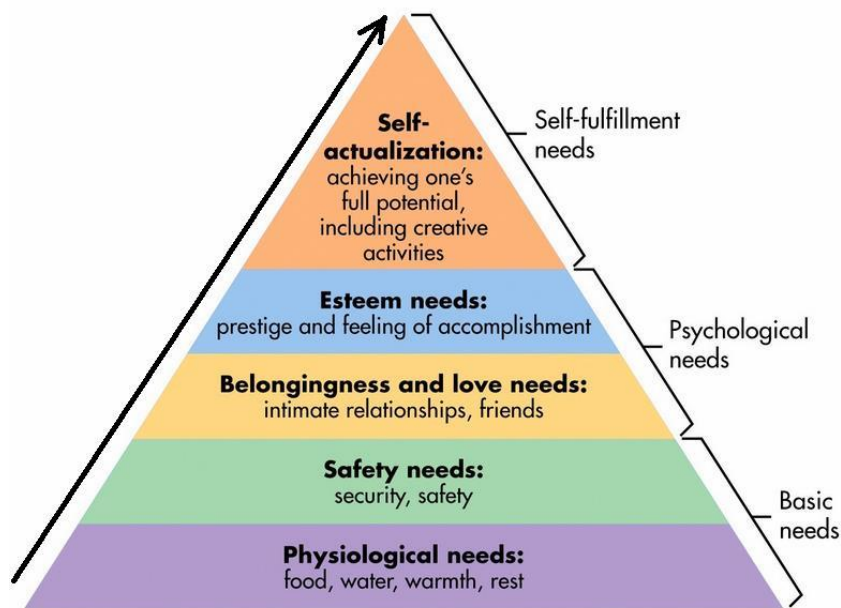 Self-
actualization:
achieving one's
full potential,
including creative
activities
Esteem needs:
prestige and feeling of accomplishment
Belongingness and love needs:
intimate relationships, friends
Safety needs:
security, safety
Physiological needs:
food, water, warmth, rest
Self-fulfillment
needs
Psychological
needs
Basic
needs